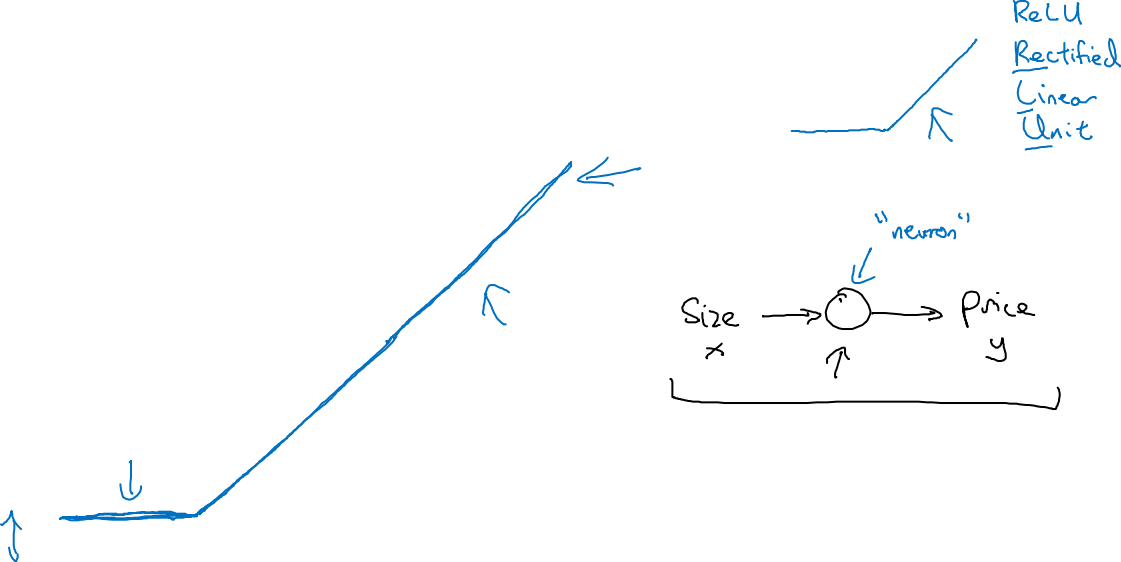 ReLU
Rectified
Linear
Unit
"neuron"
Size
x
Price
y